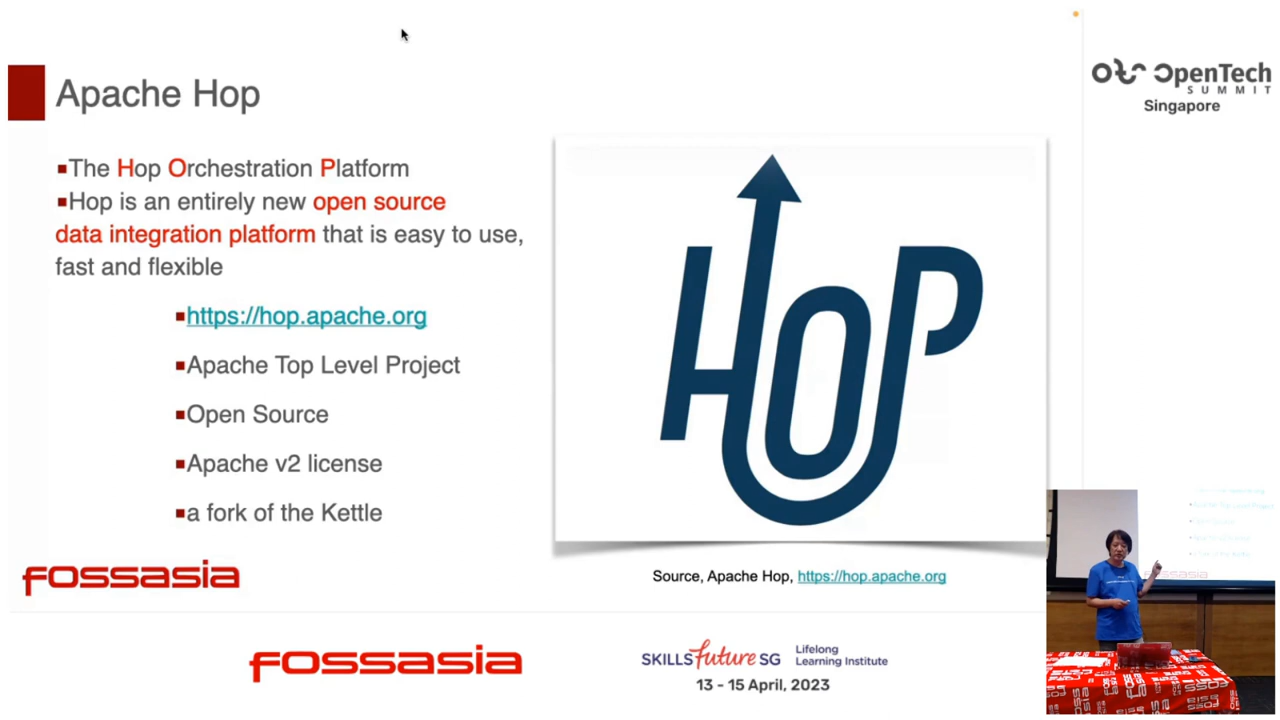 Apache Hop
▪The Hop Orchestration Platform
▪Hop is an entirely new open source
data integration platform that is easy to use,
fast and flexible
▪https://hop.apache.org
▪Apache Top Level Project
▪Open Source
▪Apache v2 license
▪a fork of the Kettle
HOP
Source, Apache Hop, https://hop.apache.org
fossasia
OpenTech
SUMMIT
Singapore
fossasia
SKILLSfuture SG
Lifelong
Learning Institute
13 - 15 April, 2023